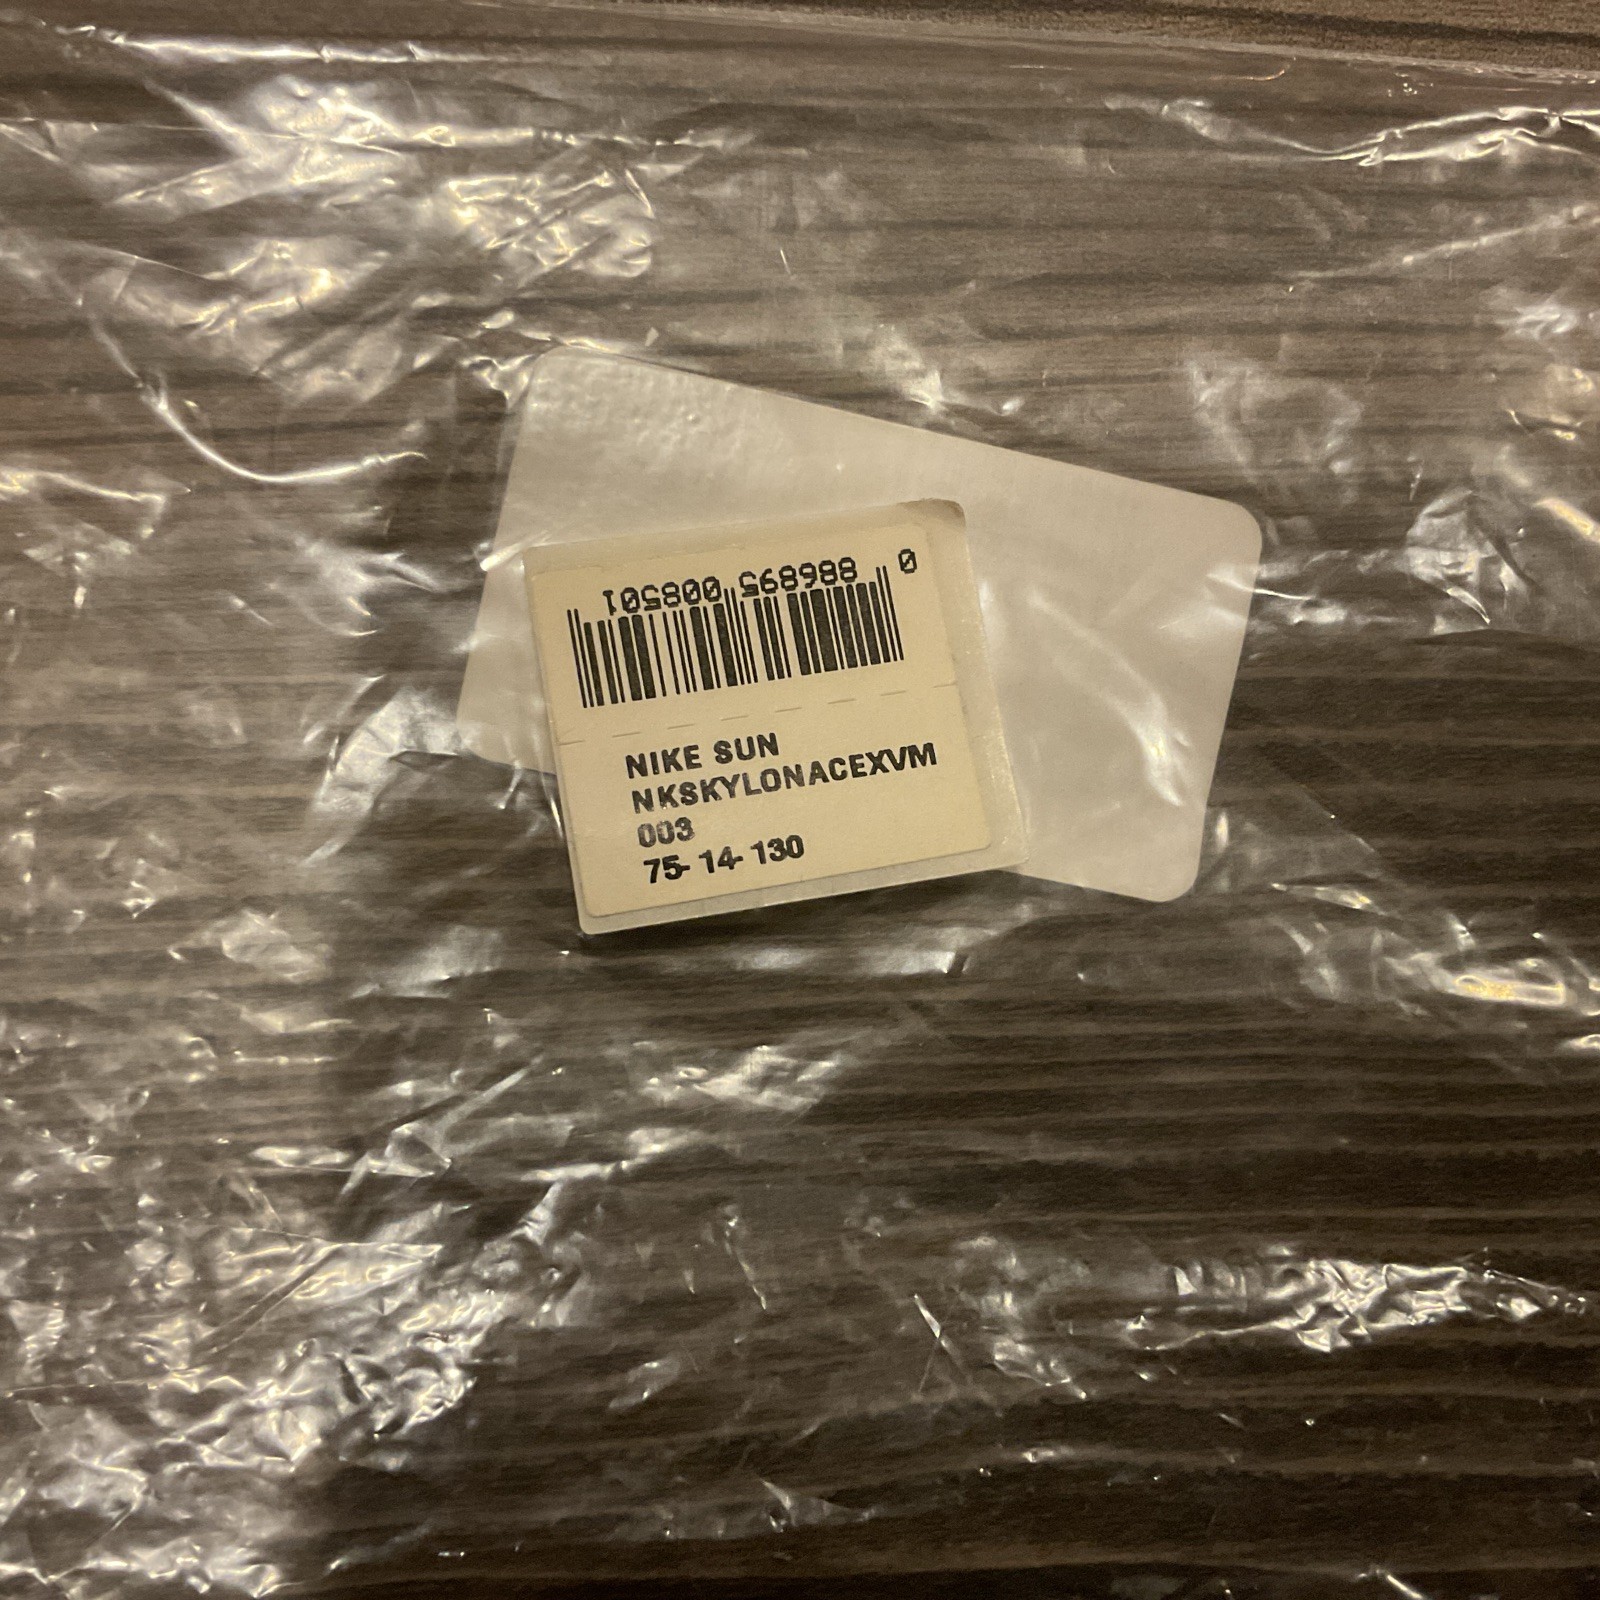 0 886895 008501
NIKE SUN
NKSKYLONACEXVM
003
75-14-130